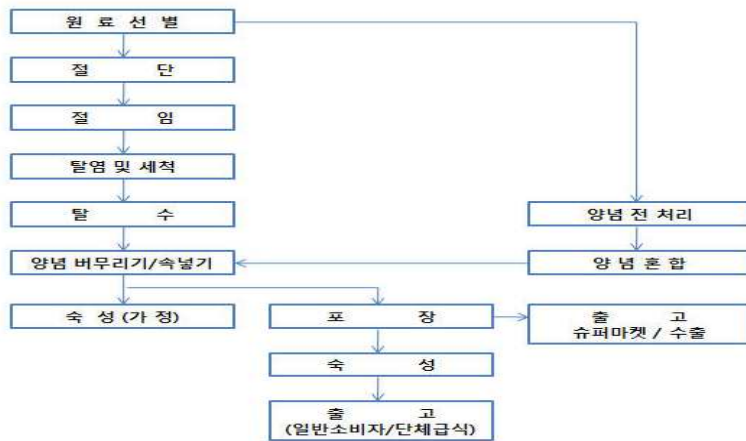 원 료 선 별
절 단
절 임
탈염 및 세척
탈 수
양념 전 처리
양념 버무리기/속넣기
양 념 혼 합
숙 성 (가 정)
포 장
출 고
슈퍼마켓 / 수출
숙 성
출 고
(일반소비자/단체급식)